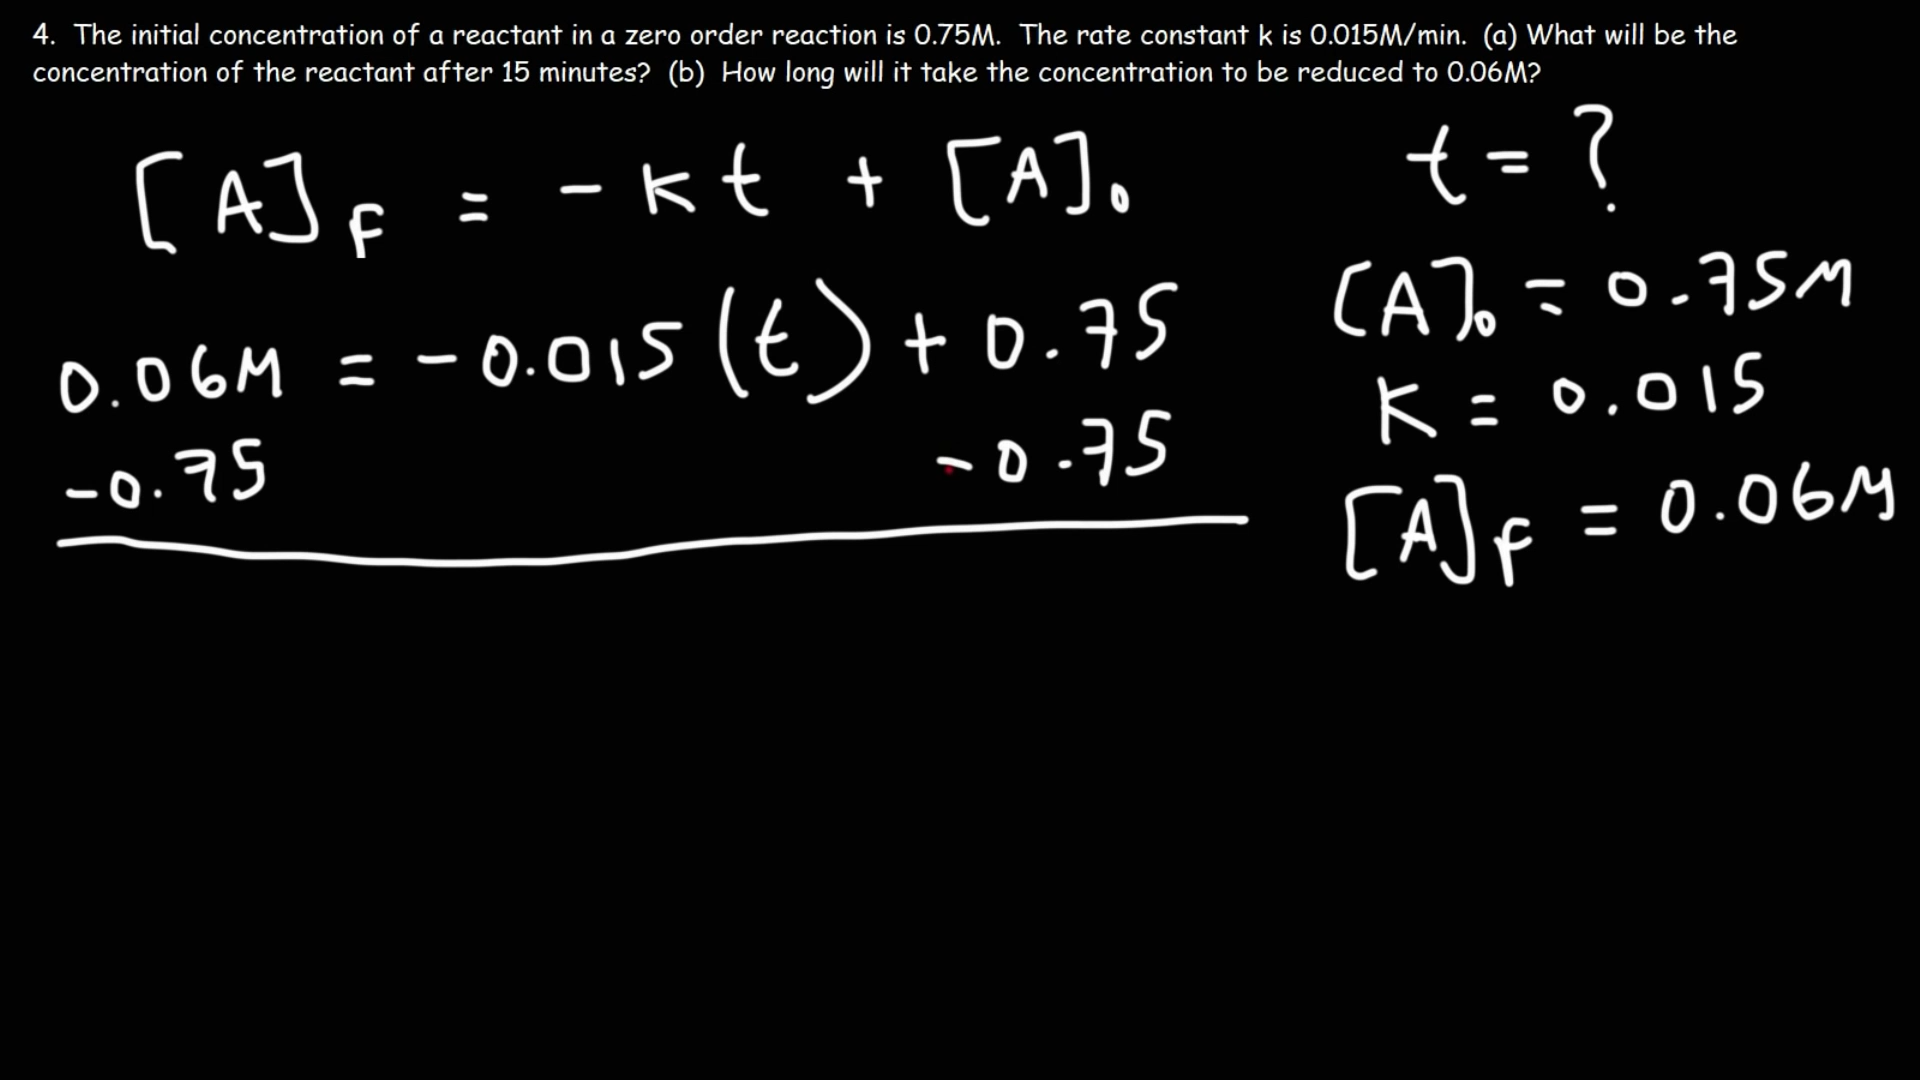 4. The initial concentration of a reactant in a zero order reaction is 0.75M. The rate constant k is 0.015M/min. (a) What will be the
concentration of the reactant after 15 minutes? (b) How long will it take the concentration to be reduced to 0.06M?
[A]F = -kt + [A]₀
t = ?
[A]₀ = 0.75M
0.06M = -0.015(t) + 0.75
K = 0.015
-0.75 -0.75
[A]F = 0.06M